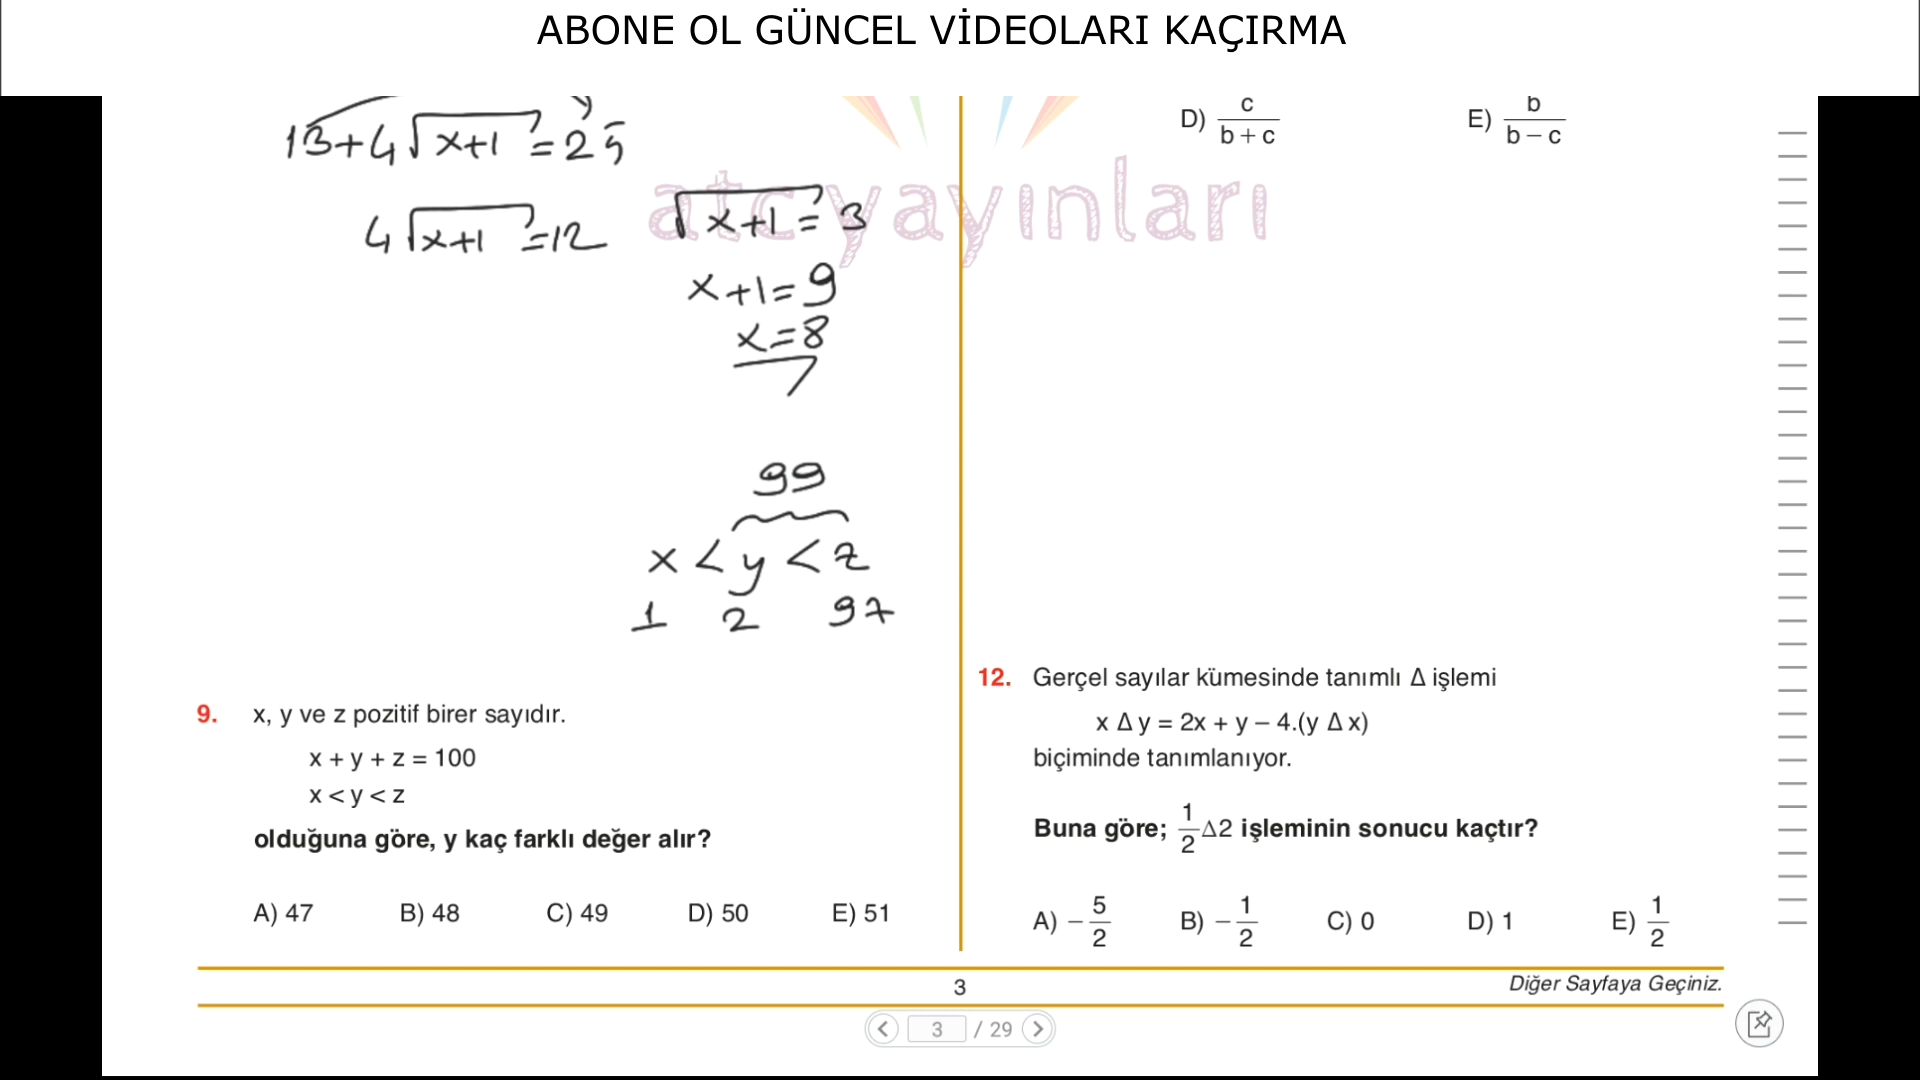 ABONE OL GÜNCEL VİDEOLARI KAÇIRMA
13+4√(x+1) = 25
4√(x+1) = 12
√(x+1) = 3
x+1=9
x=8
99
x < y < z
1 2 97
9. x, y ve z pozitif birer sayıdır.
x + y + z = 100
x < y < z
olduğuna göre, y kaç farklı değer alır?
A) 47 B) 48 C) 49 D) 50 E) 51
D) c/(b + c) E) b/(b – c)
atc yayınları
12. Gerçel sayılar kümesinde tanımlı Δ işlemi
x Δ y = 2x + y – 4.(y Δ x)
biçiminde tanımlanıyor.
Buna göre; 1/2 Δ2 işleminin sonucu kaçtır?
A) – 5/2 B) – 1/2 C) 0 D) 1 E) 1/2
3
Diğer Sayfaya Geçiniz.
3 / 29